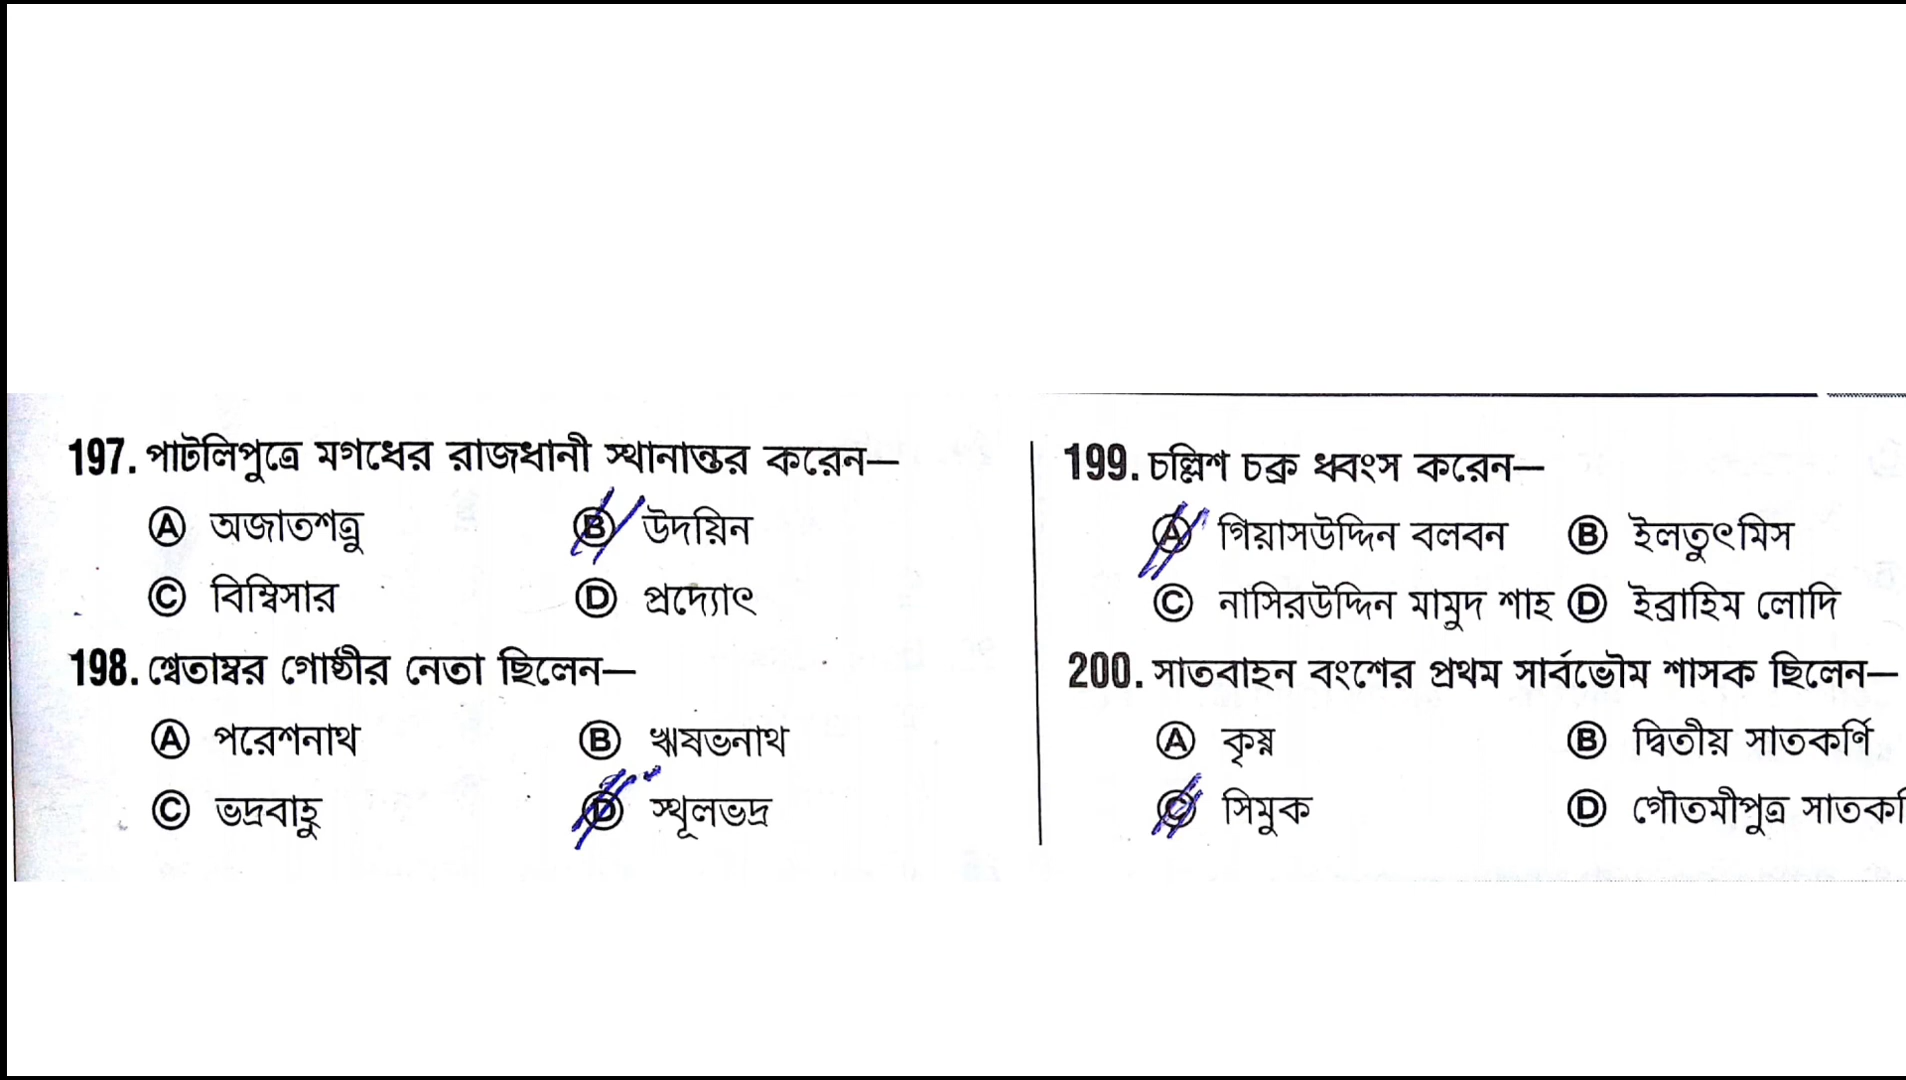 197. পাটলিপুত্রে মগধের রাজধানী স্থানান্তর করেন—
Ⓐ অজাতশত্রু Ⓑ উদয়িন
Ⓒ বিম্বিসার Ⓓ প্রদ্যোৎ
198. শ্বেতাম্বর গোষ্ঠীর নেতা ছিলেন—
Ⓐ পরেশনাথ Ⓑ ঋষভনাথ
Ⓒ ভদ্রবাহু Ⓓ স্থূলভদ্র
199. চল্লিশ চক্র ধ্বংস করেন—
Ⓐ গিয়াসউদ্দিন বলবন Ⓑ ইলতুৎমিস
Ⓒ নাসিরউদ্দিন মামুদ শাহ Ⓓ ইব্রাহিম লোদি
200. সাতবাহন বংশের প্রথম সার্বভৌম শাসক ছিলেন—
Ⓐ কৃষ্ণ Ⓑ দ্বিতীয় সাতকর্ণি
Ⓒ সিমুক Ⓓ গৌতমীপুত্র